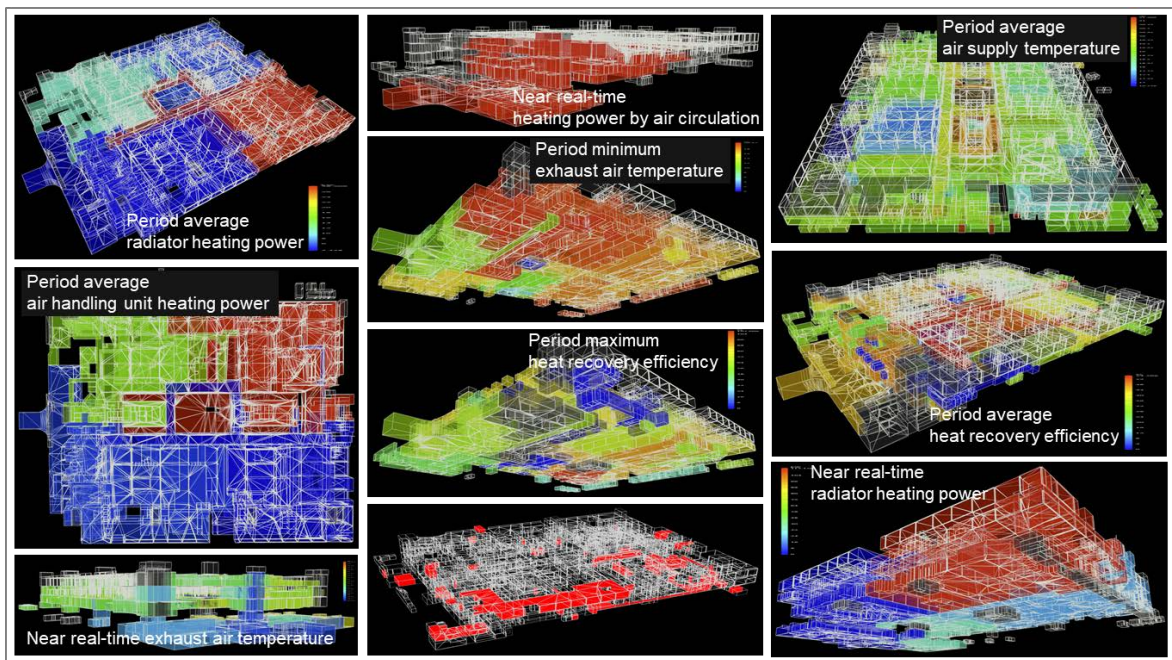 Period average
radiator heating power
Near real-time
heating power by air circulation
Period average
air supply temperature
Period minimum
exhaust air temperature
Period average
air handling unit heating power
Period maximum
heat recovery efficiency
Period average
heat recovery efficiency
Near real-time
radiator heating power
Near real-time exhaust air temperature